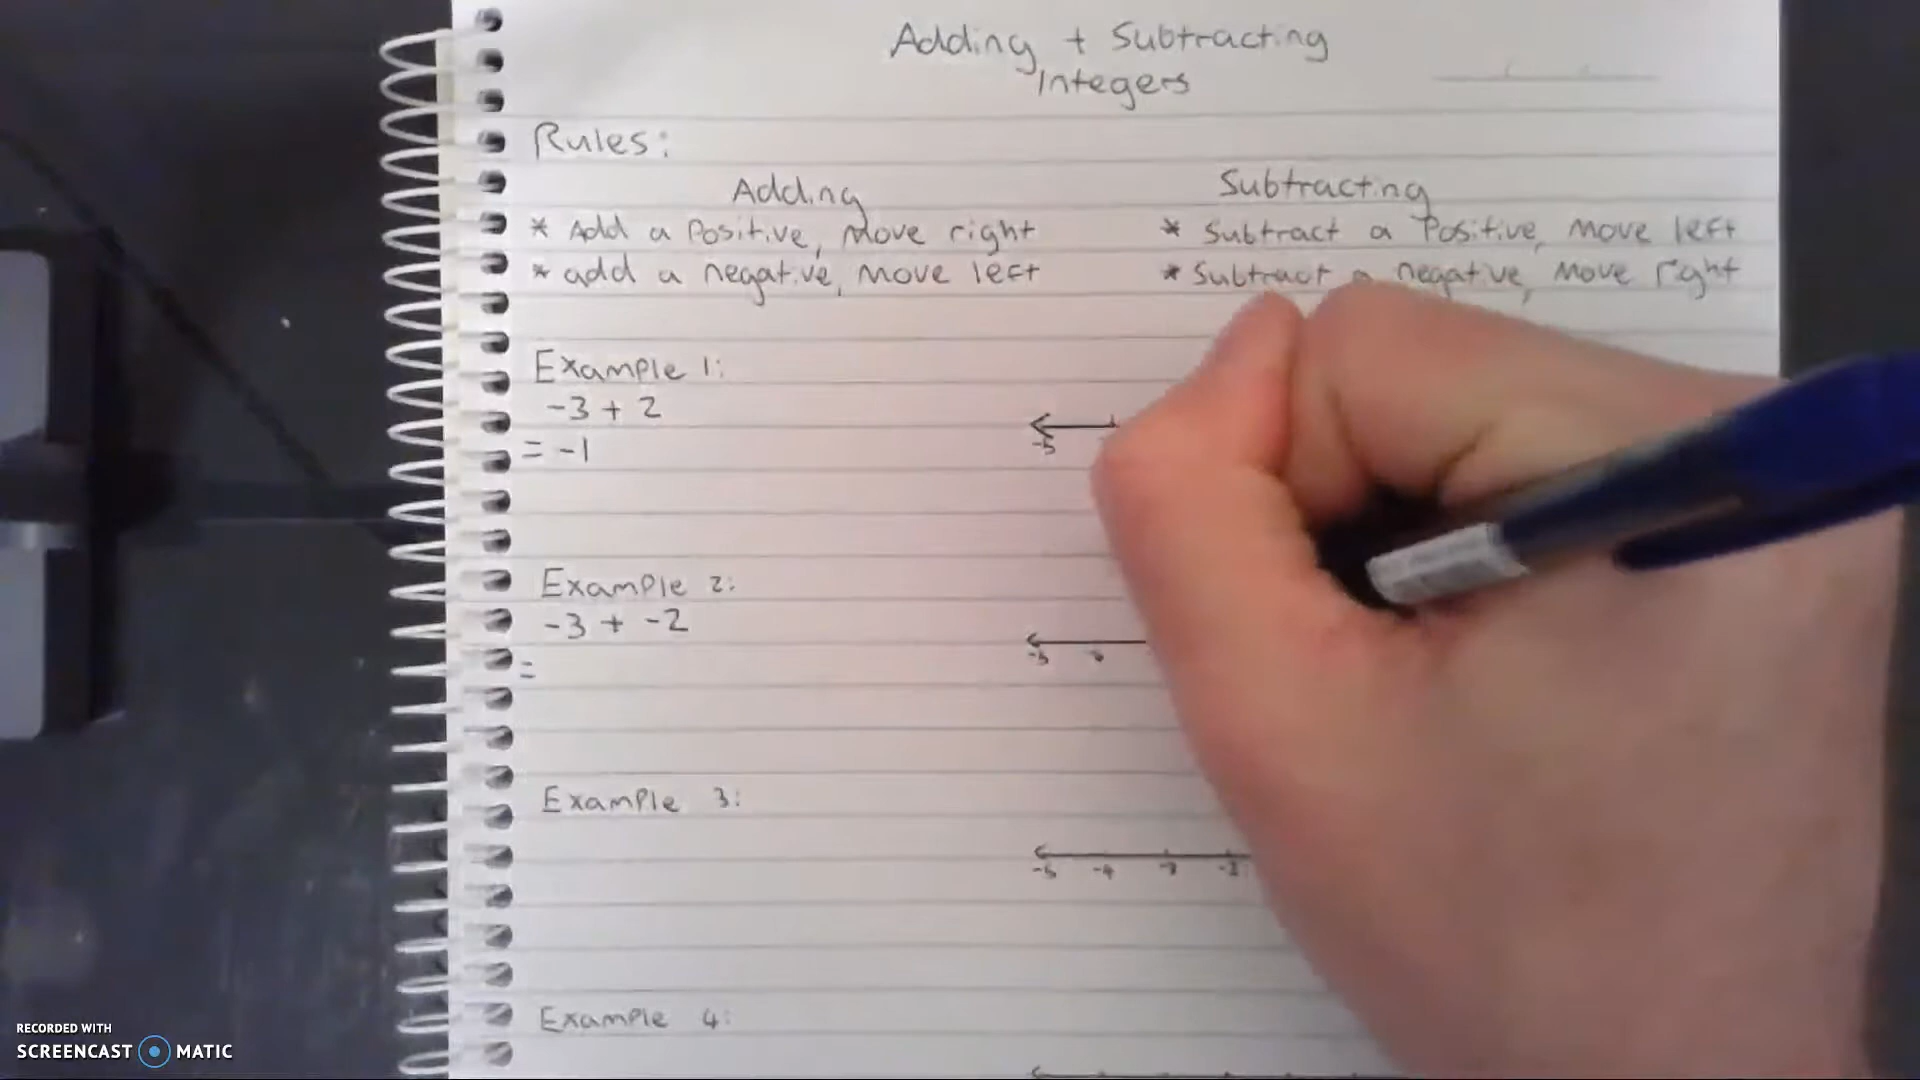 Adding + Subtracting
Integers
Rules:
Adding
* Add a Positive, move right
* add a negative, move left
Subtracting
* Subtract a Positive, move left
* Subtract a negative, move right
Example 1:
-3 + 2
= -1
-5
Example 2:
-3 + -2
=
-5
Example 3:
-5 -4 -3 -2
Example 4:
RECORDED WITH
SCREENCAST MATIC